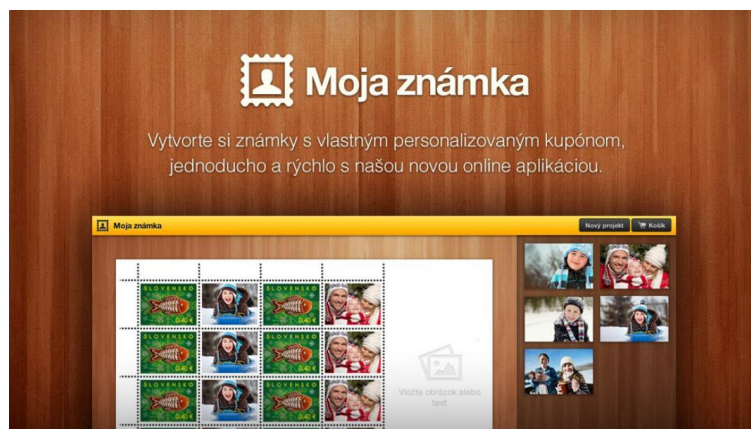 Moja známka
Vytvorte si známky s vlastným personalizovaným kupónom,
jednoducho a rýchlo s našou novou online aplikáciou.
Moja známka
Nový projekt
Košík
SLOVENSKO
SLOVENSKO
0,40 €
0,40 €
SLOVENSKO
SLOVENSKO
0,40 €
0,40 €
SLOVENSKO
SLOVENSKO
0,40 €
0,40 €
Vložte obrázok alebo
text